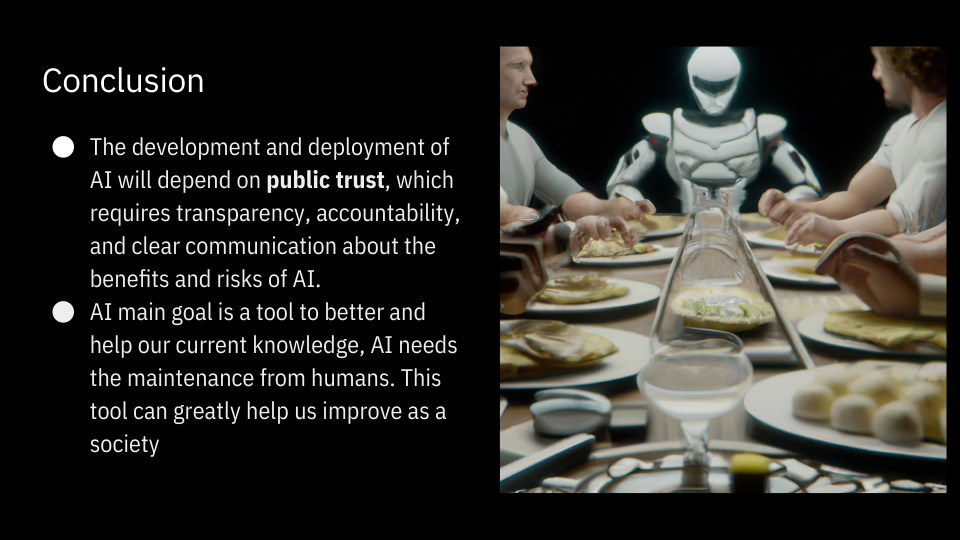 Conclusion
The development and deployment of
AI will depend on public trust, which
requires transparency, accountability,
and clear communication about the
benefits and risks of AI.
AI main goal is a tool to better and
help our current knowledge, AI needs
the maintenance from humans. This
tool can greatly help us improve as a
society